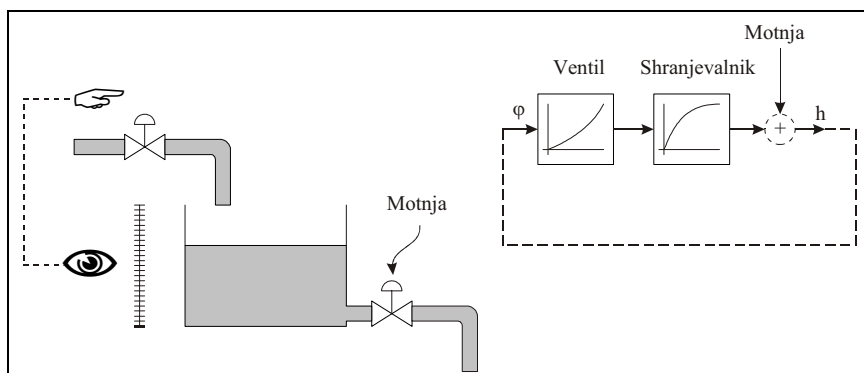 Motnja
Motnja
Ventil
Shranjevalnik
φ
+
h